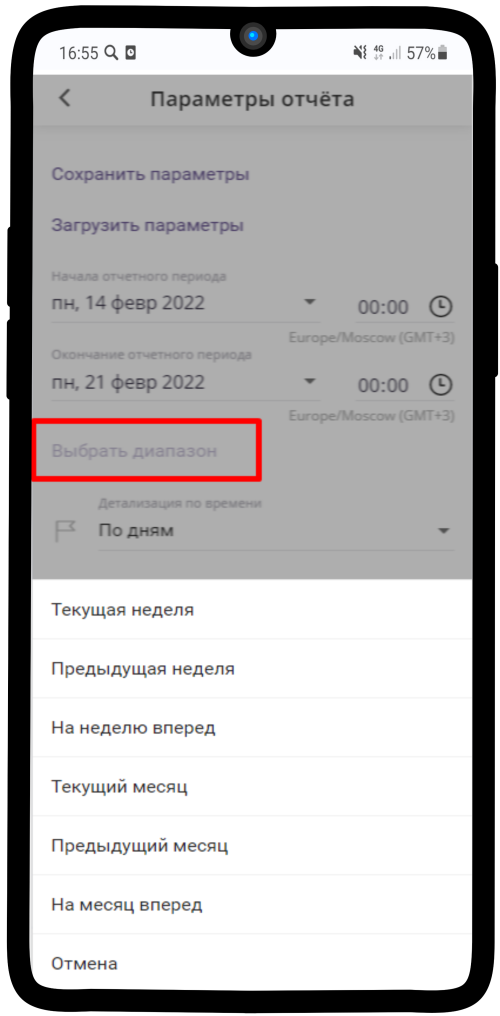 16:55 4G 57%
Параметры отчёта
Сохранить параметры
Загрузить параметры
Начала отчетного периода
пн, 14 февр 2022 00:00
Europe/Moscow (GMT+3)
Окончание отчетного периода
пн, 21 февр 2022 00:00
Europe/Moscow (GMT+3)
Выбрать диапазон
Детализация по времени
По дням
Текущая неделя
Предыдущая неделя
На неделю вперед
Текущий месяц
Предыдущий месяц
На месяц вперед
Отмена